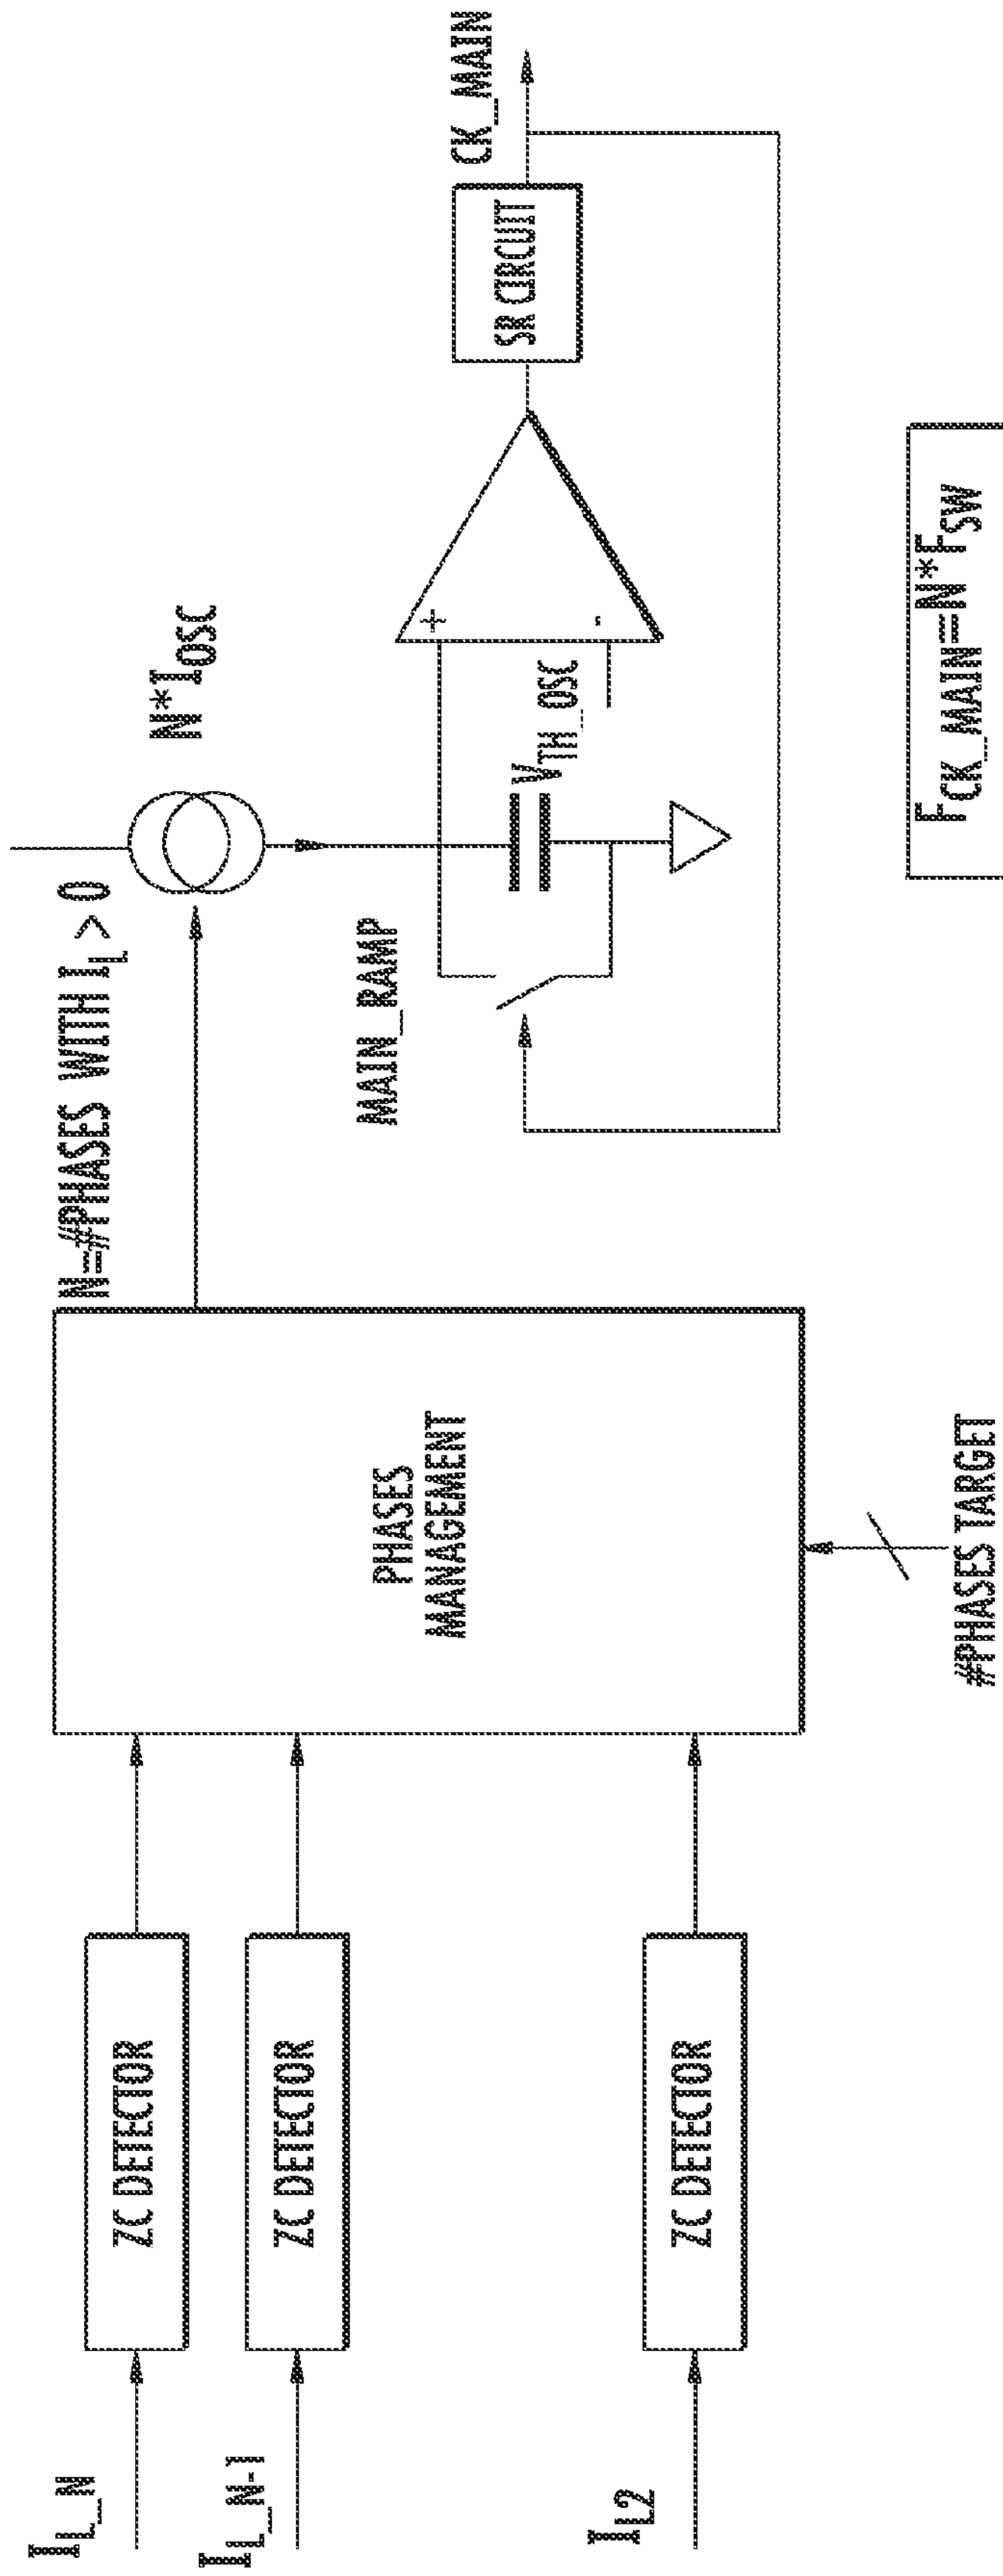 I_L_N
I_L_N-1
I_L2
ZC DETECTOR
ZC DETECTOR
ZC DETECTOR
PHASES
MANAGEMENT
#PHASES TARGET
N=#PHASES WITH I_L>0
N*I_OSC
MAIN_RAMP
V_TH_OSC
+
-
SR CIRCUIT
CK_MAIN
F_CK_MAIN=N*F_SW